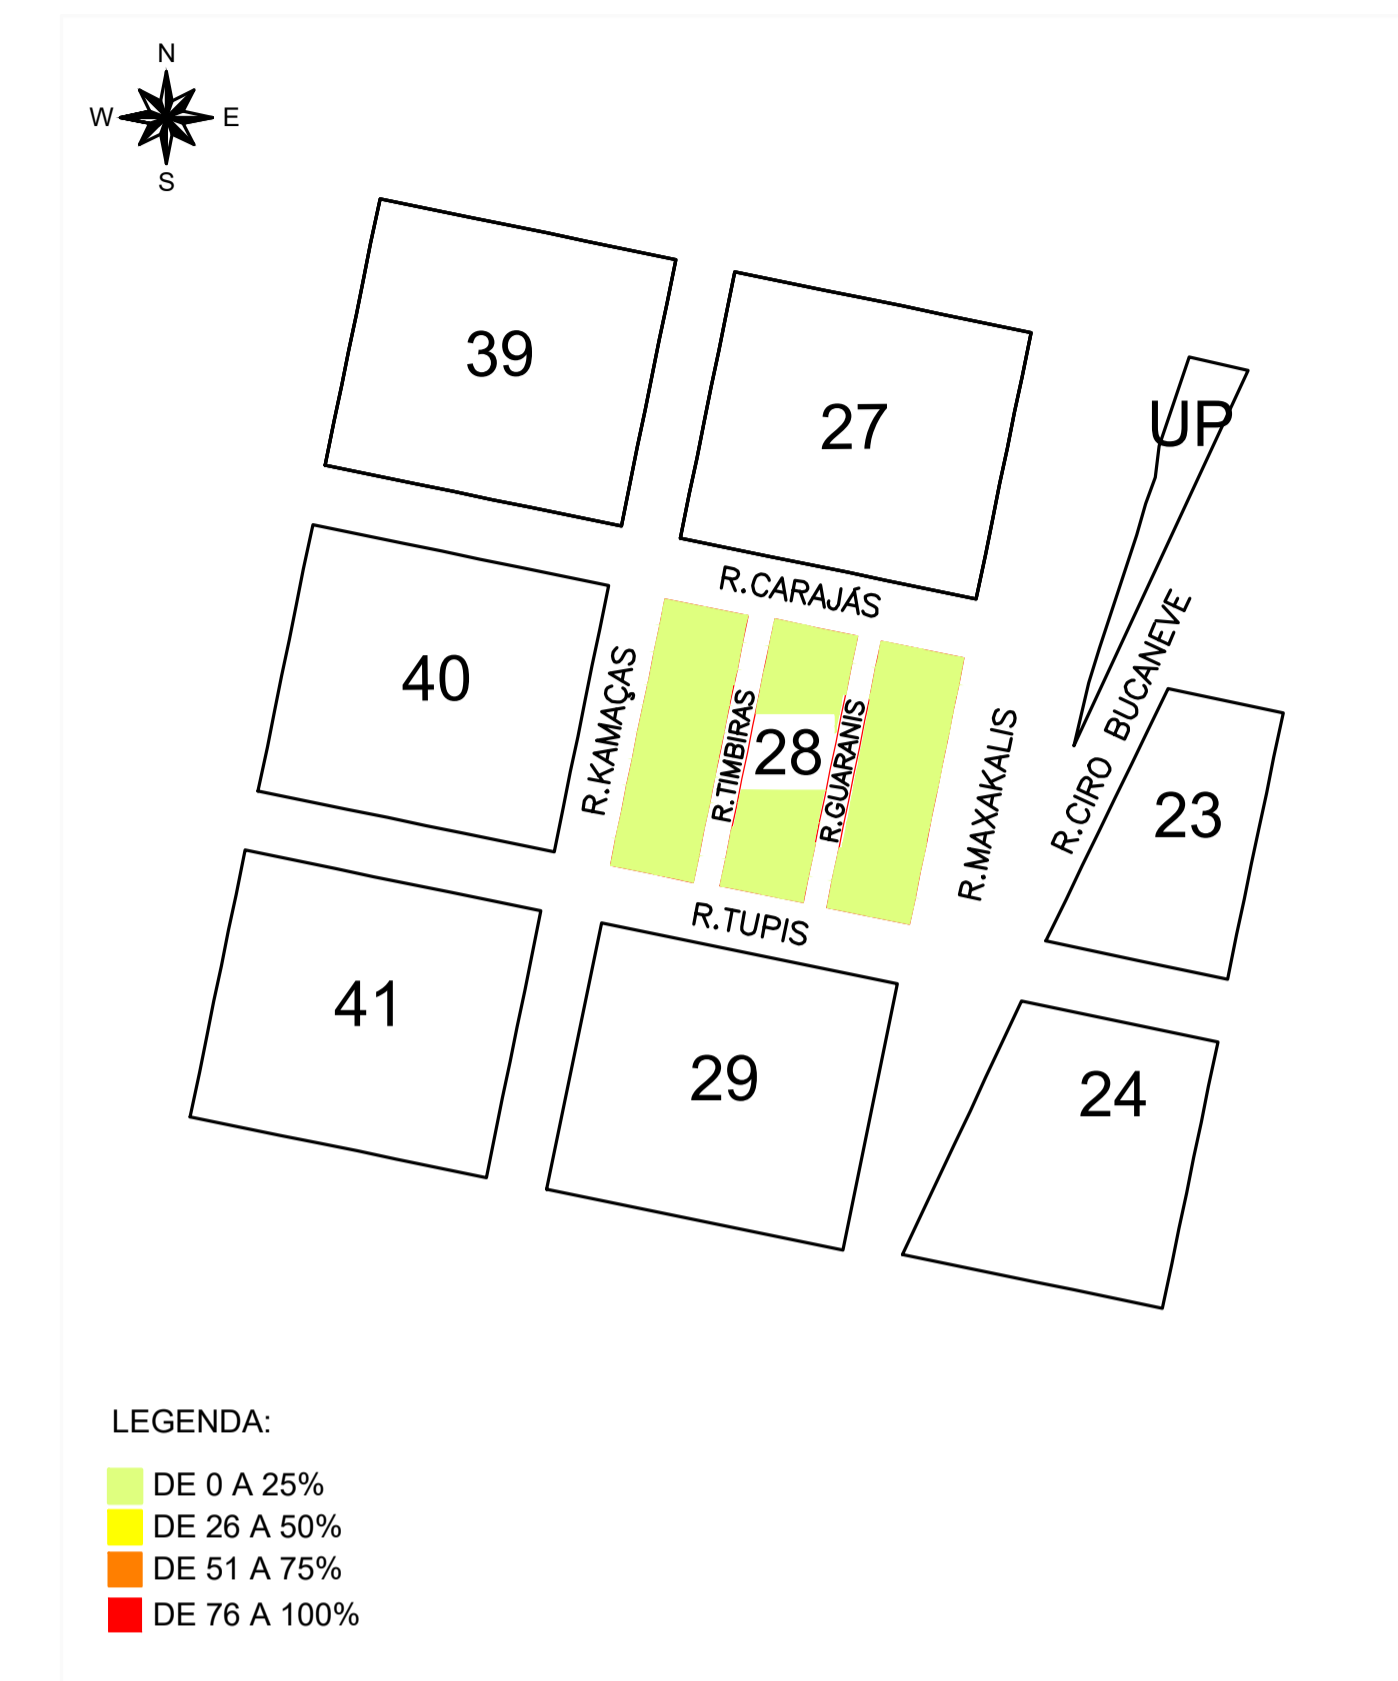 N
W E
S
39
27
UP
R.CARAJÁS
40
R.KAMAÇAS
R.TIMBIRAS
28
R.GUARANIS
R.MAXAKALIS
R.CIRO BUCANEVE
23
R.TUPIS
41
29
24
LEGENDA:
DE 0 A 25%
DE 26 A 50%
DE 51 A 75%
DE 76 A 100%